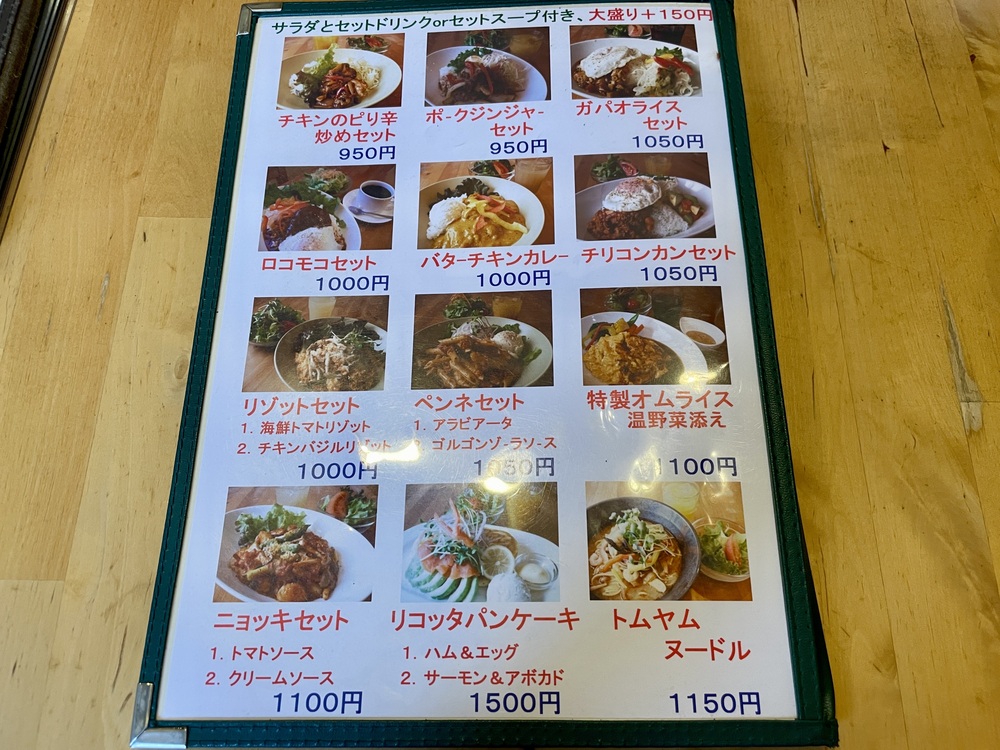 サラダとセットドリンクorセットスープ付き、大盛り＋150円
チキンのピり辛
炒めセット
950円
ポ-クジンジャ-
セット
950円
ガパオライス
セット
1050円
ロコモコセット
1000円
バタ-チキンカレ-
1000円
チリコンカンセット
1050円
リゾットセット
1. 海鮮トマトリゾット
2. チキンバジルリゾット
1000円
ペンネセット
1. アラビアータ
ゴルゴンゾ-ラソ-ス
1050円
特製オムライス
温野菜添え
1100円
ニョッキセット
1. トマトソース
2. クリームソース
1100円
リコッタパンケーキ
1. ハム＆エッグ
2. サーモン＆アボカド
1500円
トムヤム
ヌードル
1150円